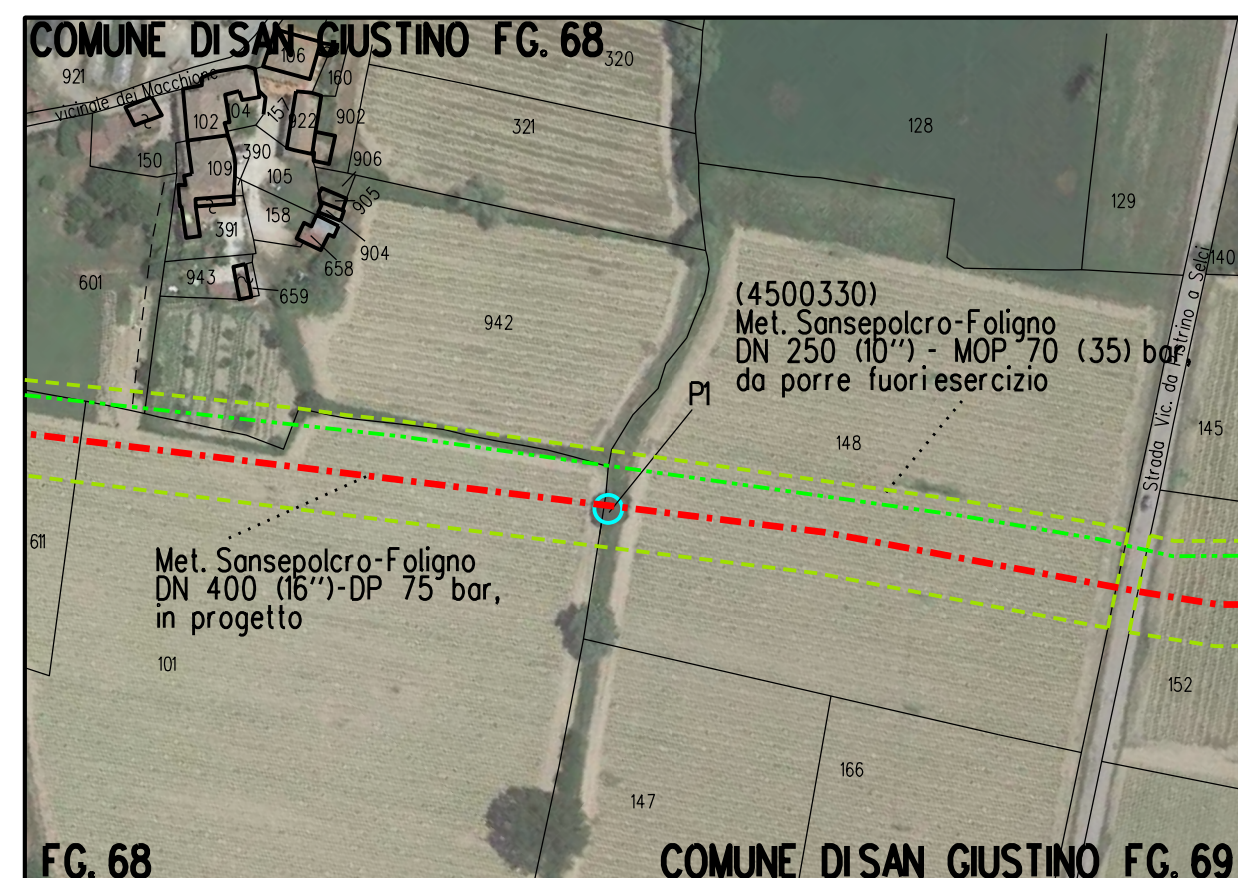 COMUNE DI SAN GIUSTINO FG. 68
106
320
921
160
vicinale dei Macchione
102
04
157
922
902
321
128
150
109
390
105
906
905
129
158
391
904
658
140
601
943
659
942
(4500330)
Met. Sansepolcro-Foligno
DN 250 (10'') - MOP 70 (35) bar,
da porre fuori esercizio
P1
148
145
Strada Vic. da Pistrino a Selci
611
Met. Sansepolcro-Foligno
DN 400 (16'')-DP 75 bar,
in progetto
101
152
166
147
FG. 68
COMUNE DI SAN GIUSTINO FG. 69